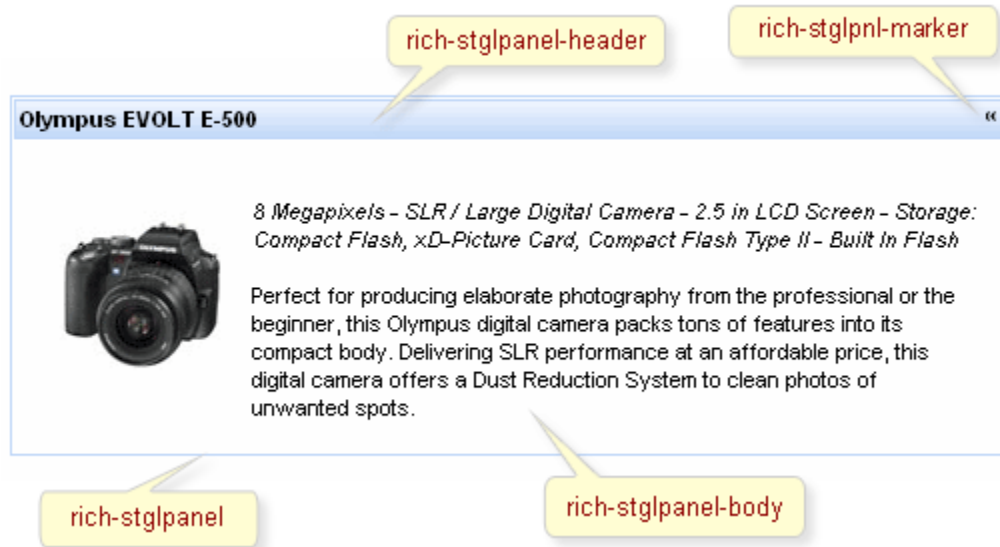 rich-stglpanel-header
rich-stglpnl-marker
Olympus EVOLT E-500 «
8 Megapixels - SLR / Large Digital Camera - 2.5 in LCD Screen - Storage:
Compact Flash, xD-Picture Card, Compact Flash Type II - Built In Flash
Perfect for producing elaborate photography from the professional or the
beginner, this Olympus digital camera packs tons of features into its
compact body. Delivering SLR performance at an affordable price, this
digital camera offers a Dust Reduction System to clean photos of
unwanted spots.
rich-stglpanel
rich-stglpanel-body